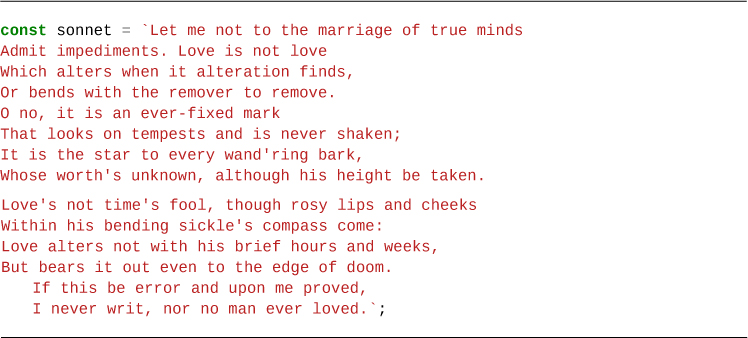 const sonnet = `Let me not to the marriage of true minds
Admit impediments. Love is not love
Which alters when it alteration finds,
Or bends with the remover to remove.
O no, it is an ever-fixed mark
That looks on tempests and is never shaken;
It is the star to every wand'ring bark,
Whose worth's unknown, although his height be taken.
Love's not time's fool, though rosy lips and cheeks
Within his bending sickle's compass come:
Love alters not with his brief hours and weeks,
But bears it out even to the edge of doom.
    If this be error and upon me proved,
    I never writ, nor no man ever loved.`;